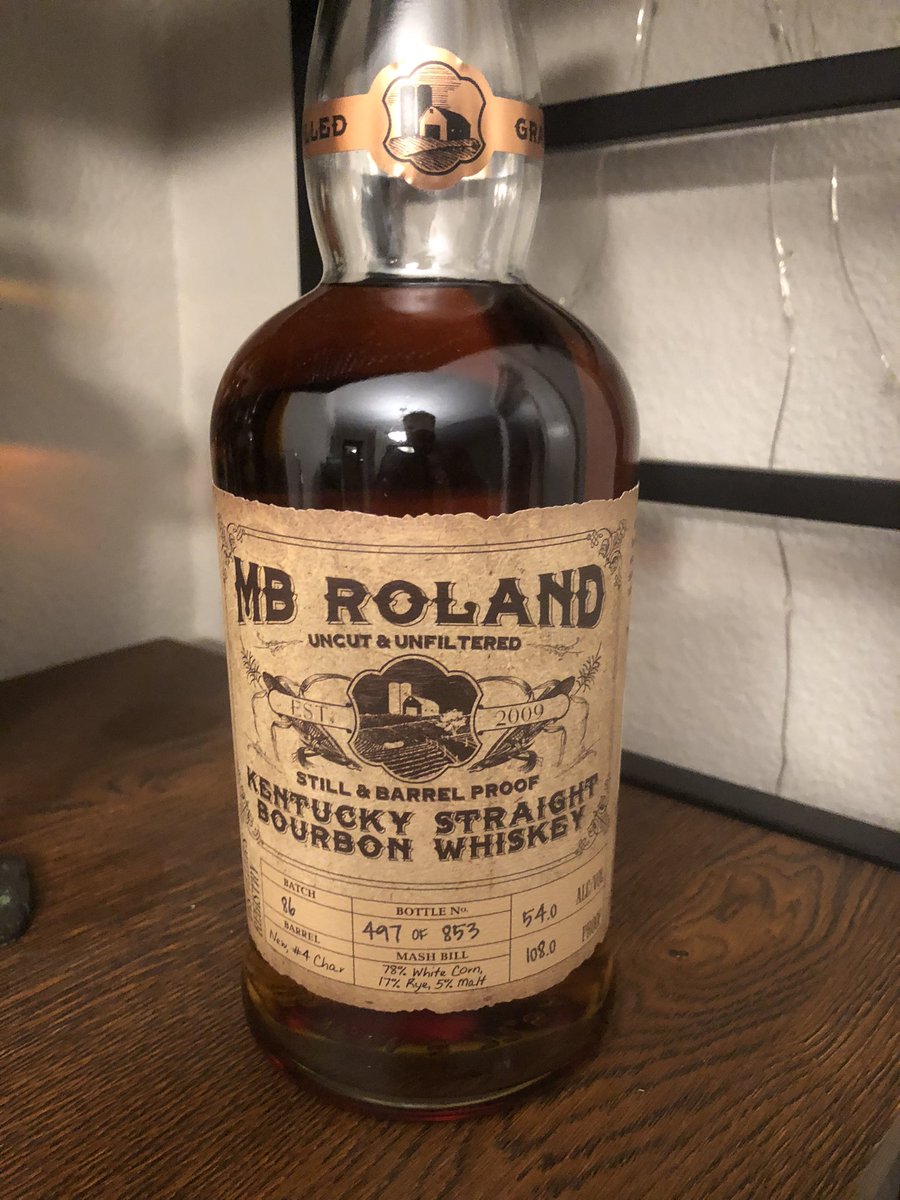 GRA
MB ROLAND
UNCUT & UNFILTERED
EST. 2009
STILL & BARREL PROOF
KENTUCKY STRAIGHT
BOURBON WHISKEY
BATCH
86
BARREL
New, #4 Char
BOTTLE No.
497 OF 853
MASH BILL
78% White Corn,
17% Rye, 5% Malt
54.0 ALC/VOL
108.0 PROOF